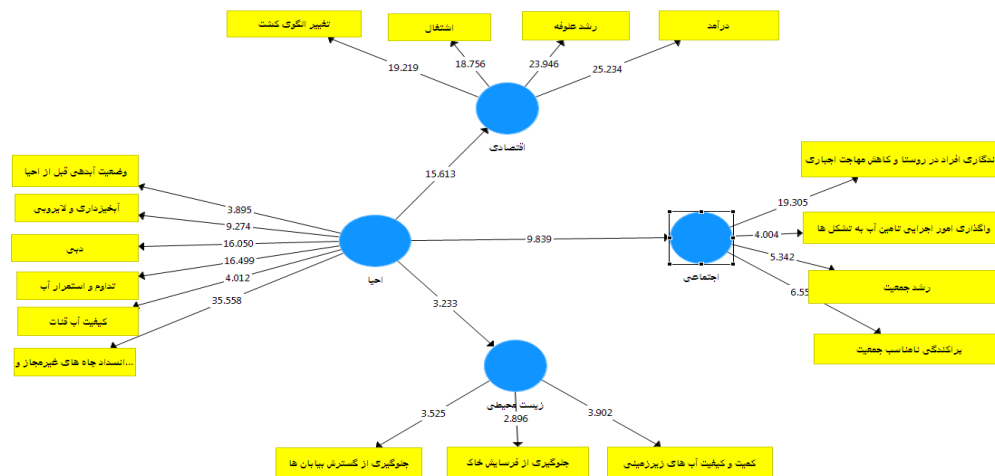 تغییر الگوی کشت
اشتغال
رشد علوفه
درآمد
19.219
18.756
23.946
25.234
اقتصادی
15.613
وضعیت آبدهی قبل از احیا
آبخیزداری و لایروبی
دبی
تداوم و استمرار آب
کیفیت آب قنات
انسداد چاه های غیرمجاز و...
3.895
9.274
16.050
16.499
4.012
35.558
احیا
9.839
3.233
ندگاری افراد در روستا و کاهش مهاجت اجباری
واگذاری امور اجرایی تامین آب به تشکل ها
رشد جمعیت
پراکندگی نامناسب جمعیت
19.305
4.004
5.342
6.55
اجتماعی
زیست محیطی
3.525
2.896
3.902
جلوگیری از گسترش بیابان ها
جلوگیری از فرسایش خاک
کمیت و کیفیت آب های زیرزمینی